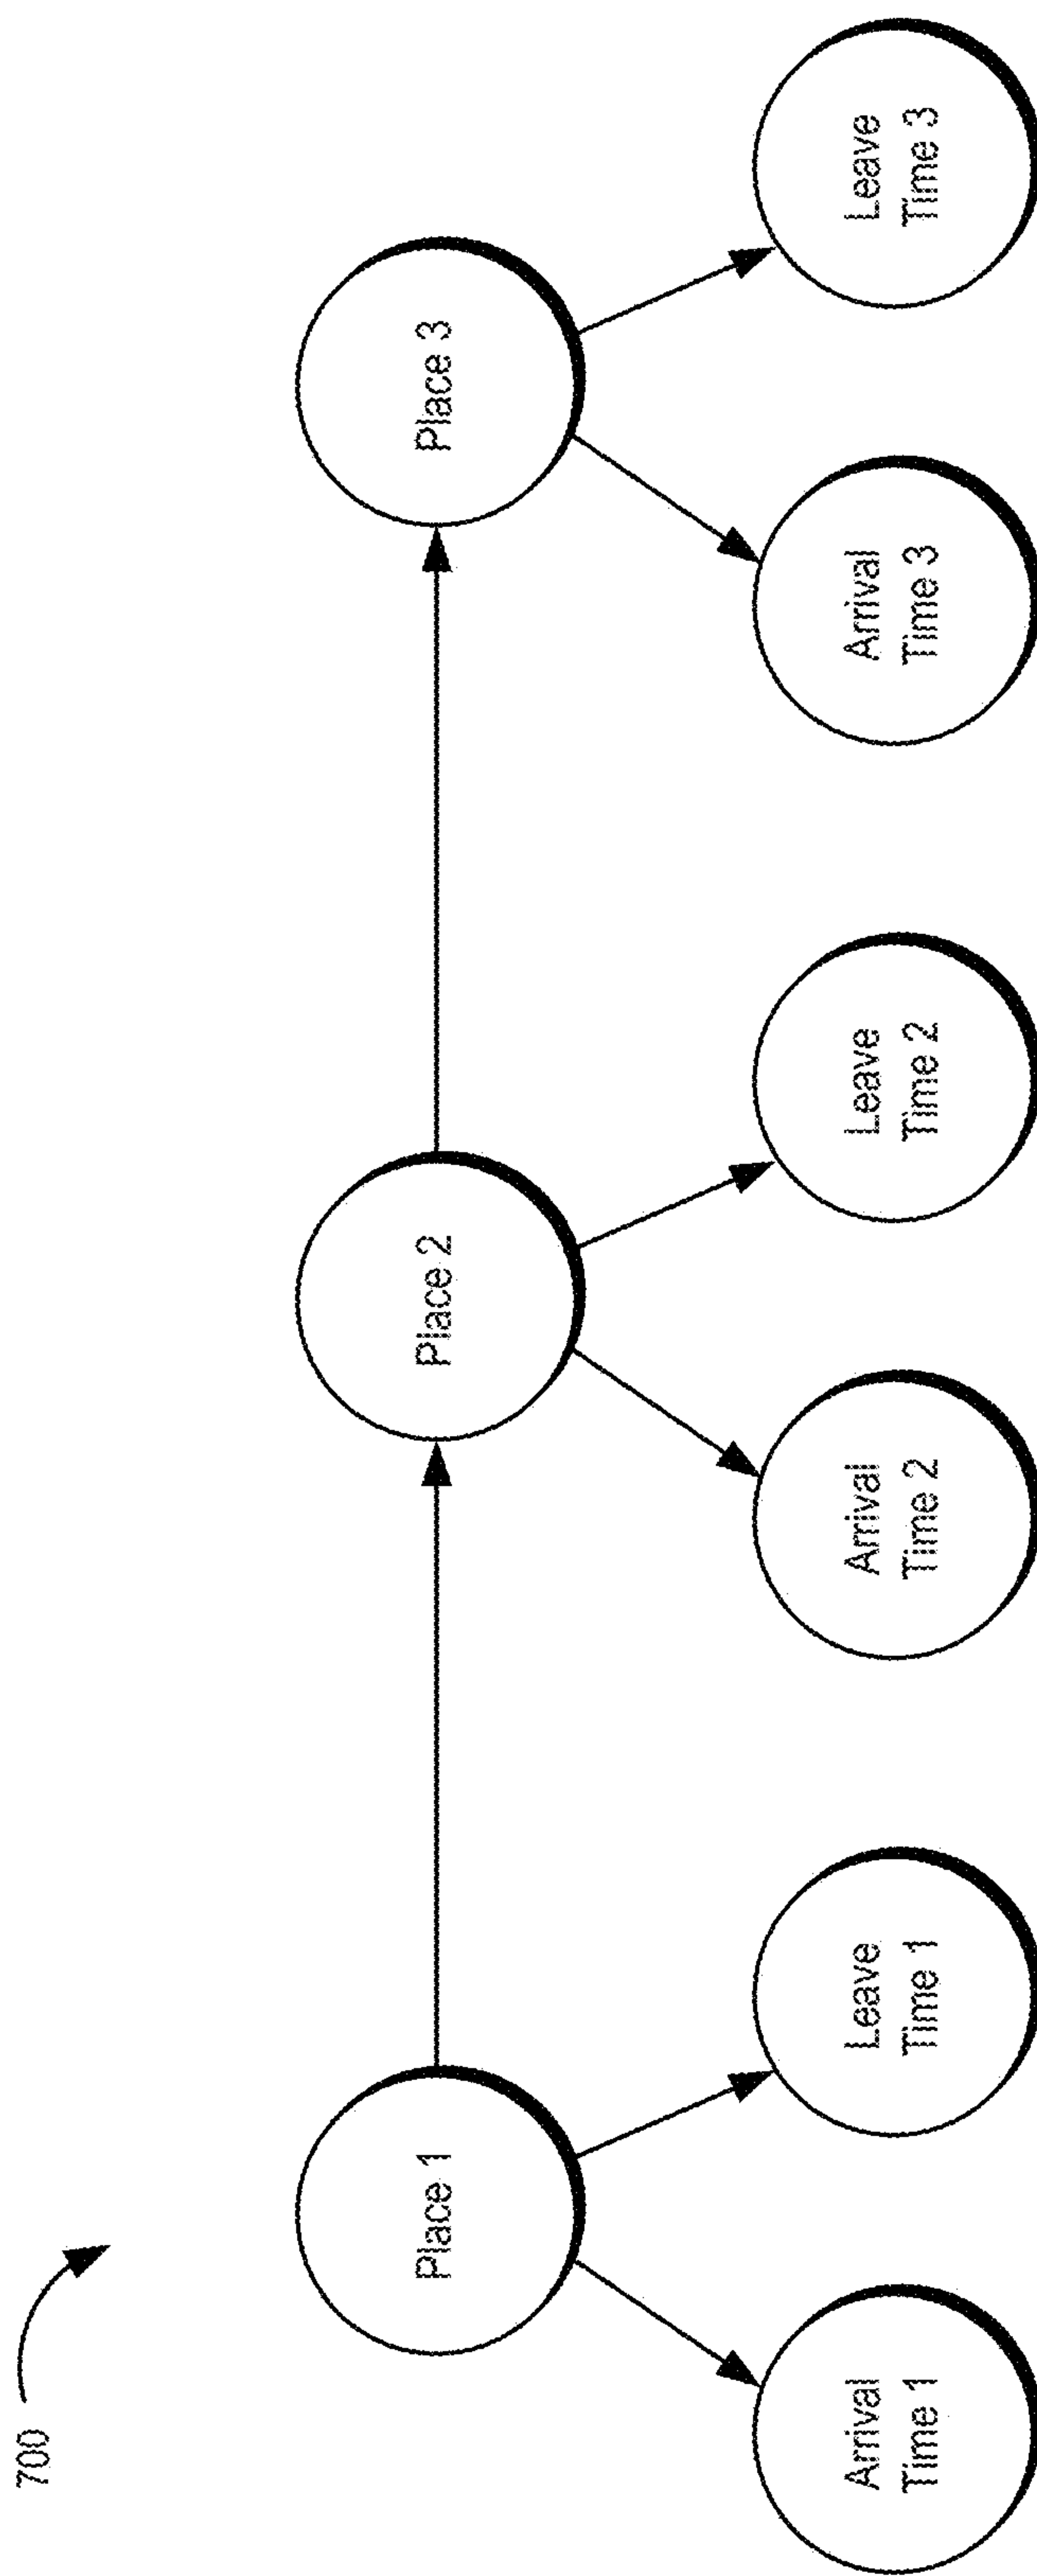 700
Place 1
Place 2
Place 3
Arrival
Time 1
Leave
Time 1
Arrival
Time 2
Leave
Time 2
Arrival
Time 3
Leave
Time 3